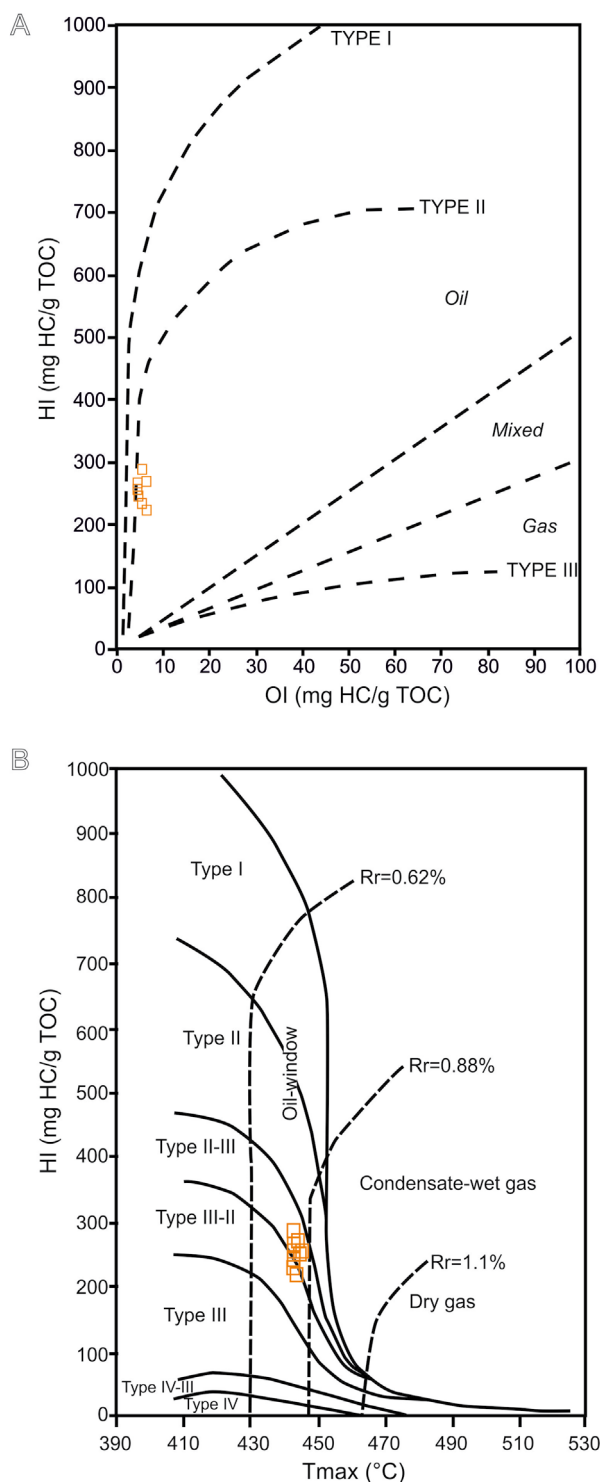 A
1000
TYPE I
900
800
700
TYPE II
600
Oil
500
400
Mixed
300
200
Gas
100
TYPE III
0
HI (mg HC/g TOC)
0 10 20 30 40 50 60 70 80 90 100
OI (mg HC/g TOC)
B
1000
900
Type I
Rr=0.62%
800
700
600
Type II
Oil-window
Rr=0.88%
500
400
Type II-III
Condensate-wet gas
300
Type III-II
Rr=1.1%
Dry gas
200
Type III
100
Type IV-III
Type IV
0
HI (mg HC/g TOC)
390 410 430 450 470 490 510 530
Tmax (°C)